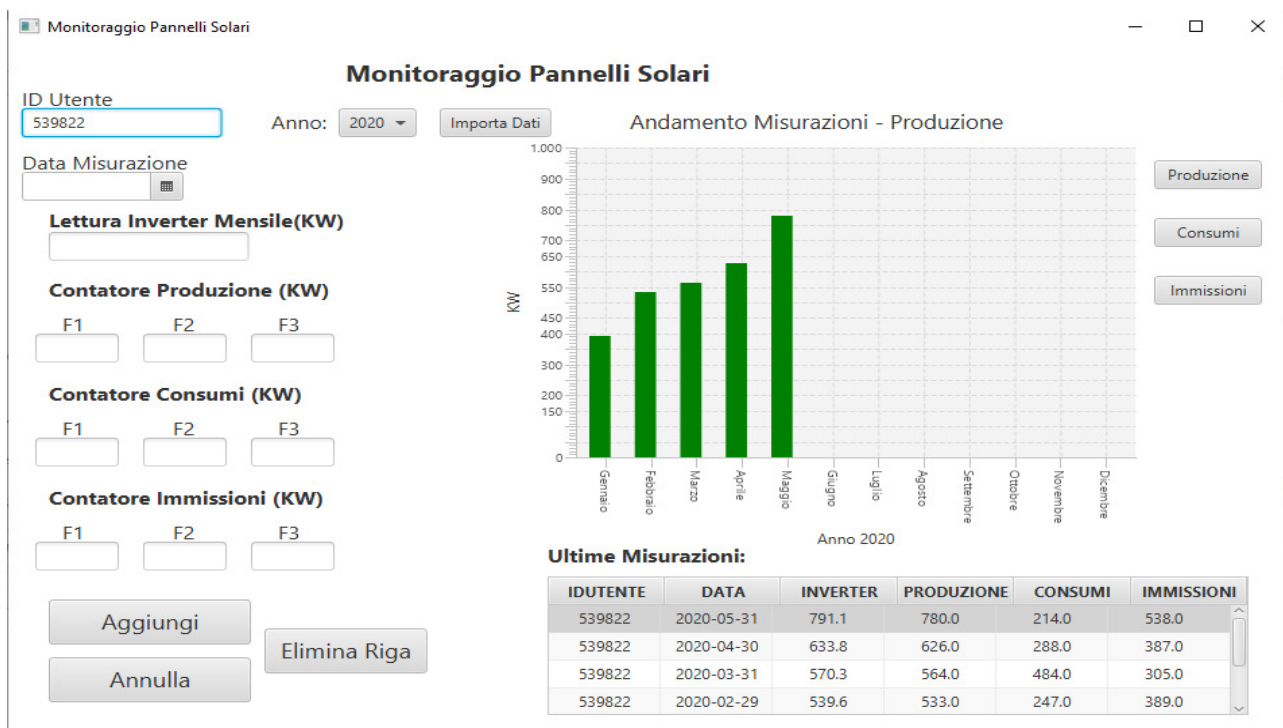 Monitoraggio Pannelli Solari
Monitoraggio Pannelli Solari
ID Utente
539822
Anno: 2020 Importa Dati
Data Misurazione
Lettura Inverter Mensile(KW)
Contatore Produzione (KW)
F1 F2 F3
Contatore Consumi (KW)
F1 F2 F3
Contatore Immissioni (KW)
F1 F2 F3
Aggiungi
Elimina Riga
Annulla
Andamento Misurazioni - Produzione
1.000
900
800
700
650
550
450
400
300
200
150
0
KW
Gennaio
Febbraio
Marzo
Aprile
Maggio
Giugno
Luglio
Agosto
Settembre
Ottobre
Novembre
Dicembre
Anno 2020
Produzione
Consumi
Immissioni
Ultime Misurazioni:
IDUTENTE DATA INVERTER PRODUZIONE CONSUMI IMMISSIONI
539822 2020-05-31 791.1 780.0 214.0 538.0
539822 2020-04-30 633.8 626.0 288.0 387.0
539822 2020-03-31 570.3 564.0 484.0 305.0
539822 2020-02-29 539.6 533.0 247.0 389.0